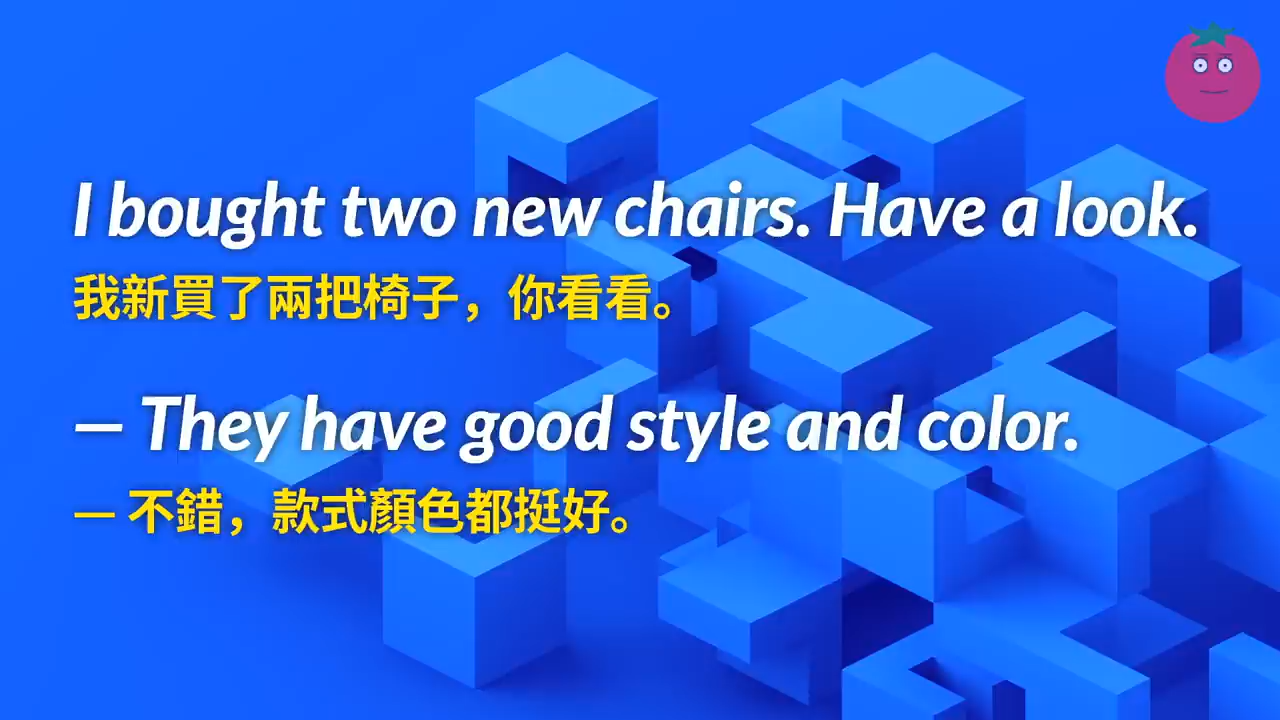 I bought two new chairs. Have a look.
我新買了兩把椅子，你看看。
— They have good style and color.
— 不錯，款式顏色都挺好。